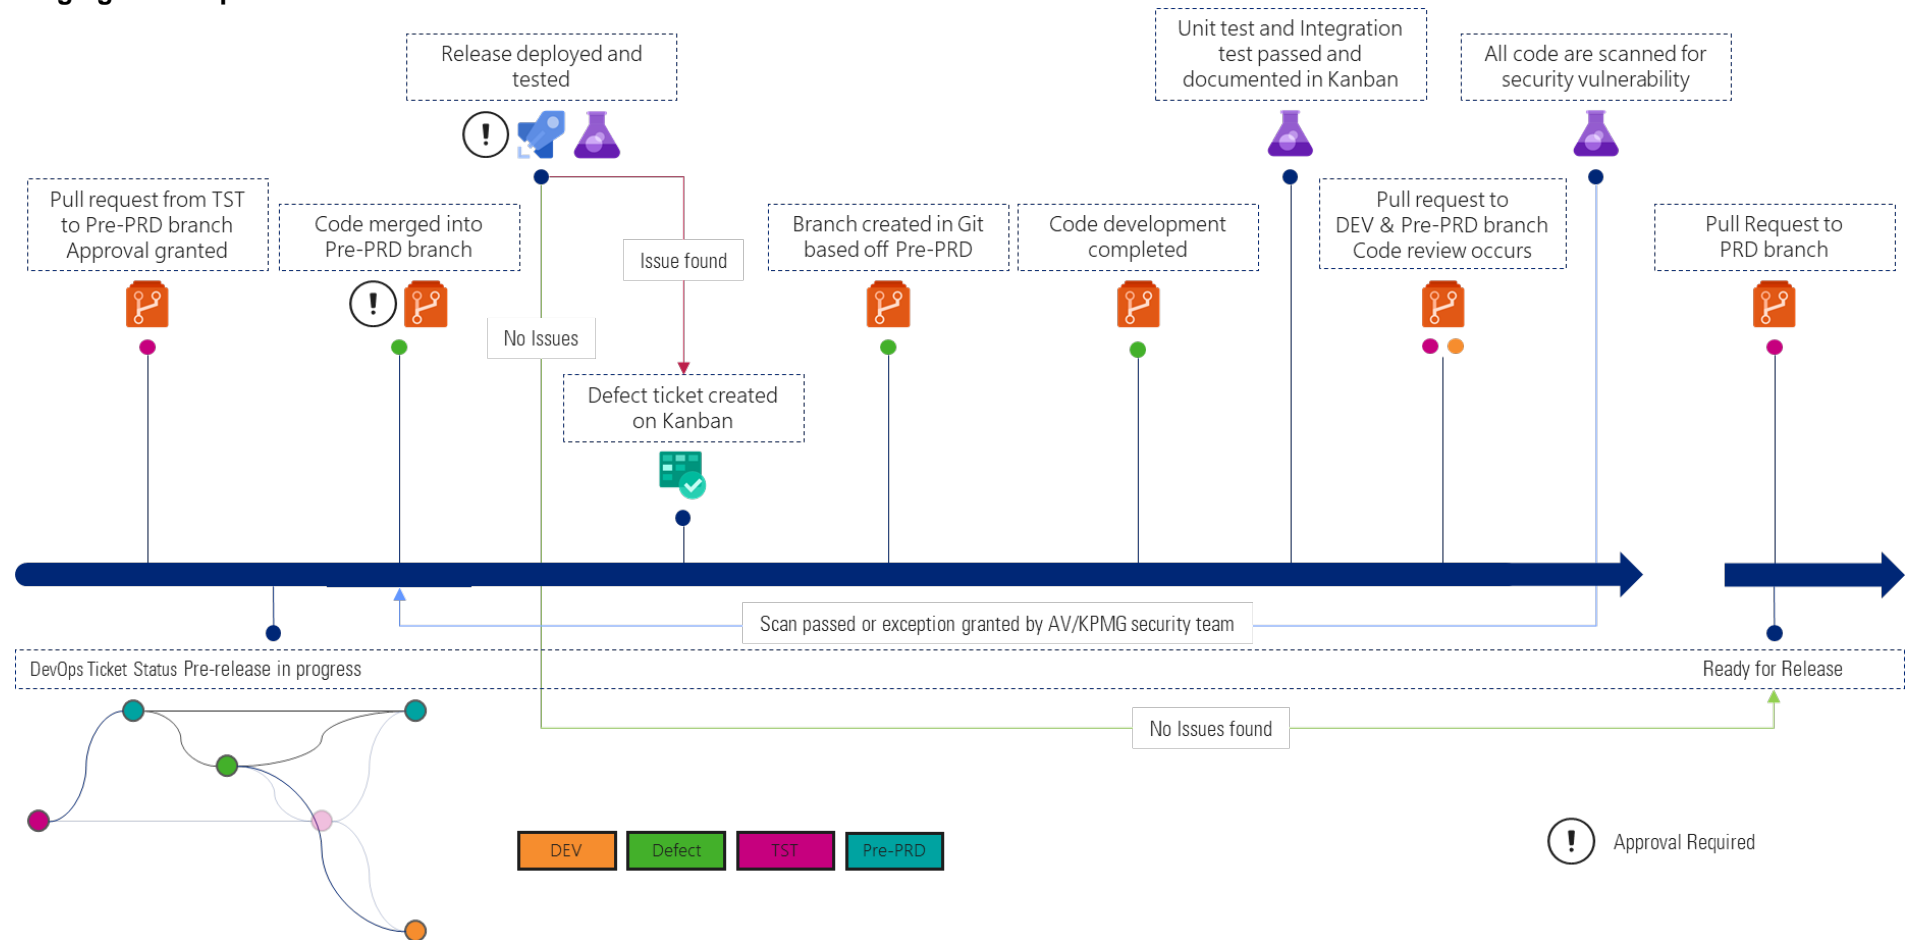 Release deployed and
tested
Unit test and Integration
test passed and
documented in Kanban
All code are scanned for
security vulnerability
Pull request from TST
to Pre-PRD branch
Approval granted
Code merged into
Pre-PRD branch
Issue found
No Issues
Branch created in Git
based off Pre-PRD
Code development
completed
Pull request to
DEV & Pre-PRD branch
Code review occurs
Pull Request to
PRD branch
Defect ticket created
on Kanban
Scan passed or exception granted by AV/KPMG security team
DevOps Ticket Status Pre-release in progress
Ready for Release
No Issues found
DEV
Defect
TST
Pre-PRD
! Approval Required